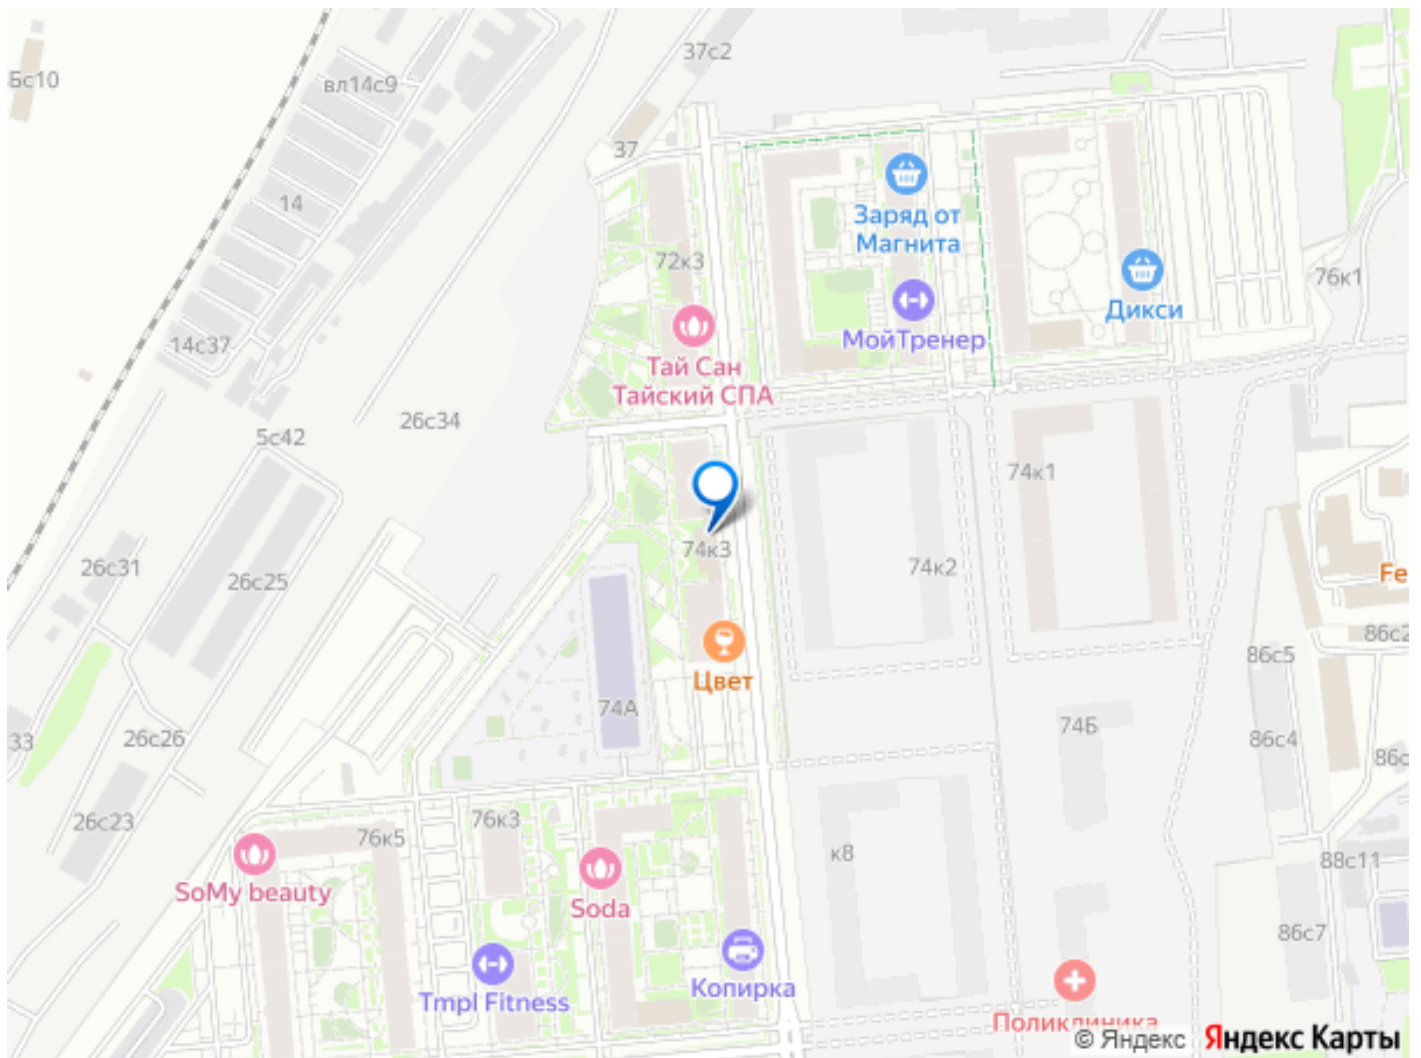 37с2
Бс10
вл14с9
37
14
Заряд от
Магнита
72к3
76к1
Дикси
14с37
МойТренер
Тай Сан
Тайский СПА
26с34
5с42
74к1
74к3
26с31
26с25
74к2
Fe
86с2
86с5
Цвет
74А
74Б
33
26с26
86с4
86с
26с23
76к5
76к3
к8
88с11
SoMy beauty
Soda
86с7
Копирка
Tmpl Fitness
Поликлиника
© Яндекс Яндекс Карты